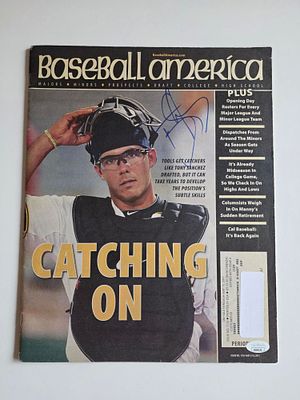 BaseballAmerica.com
Baseball america
MAJORS • MINORS • PROSPECTS • DRAFT • COLLEGE • HIGH SCHOOL
PLUS
Opening Day
Rosters For Every
Major League And
Minor League Team
Dispatches From
Around The Minors
As Season Gets
Under Way
It's Already
Midseason In
College Game,
So We Check In On
Highs And Lows
Columnists Weigh
In On Manny's
Sudden Retirement
Cal Baseball:
It's Back Again
TOOLS GET CATCHERS
LIKE TONY SANCHEZ
DRAFTED, BUT IT CAN
TAKE YEARS TO DEVELOP
THE POSITION'S
SUBTLE SKILLS
CATCHING
ON
PERIOD